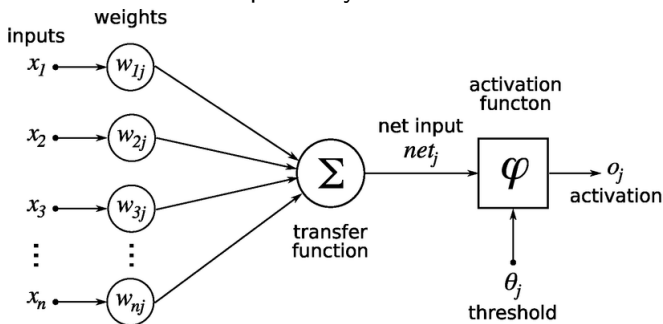 weights
inputs
x1
w1j
activation
functon
x2
w2j
net input
netj
Σ
φ
oj
activation
x3
w3j
transfer
function
⋮
⋮
θj
xn
wnj
threshold